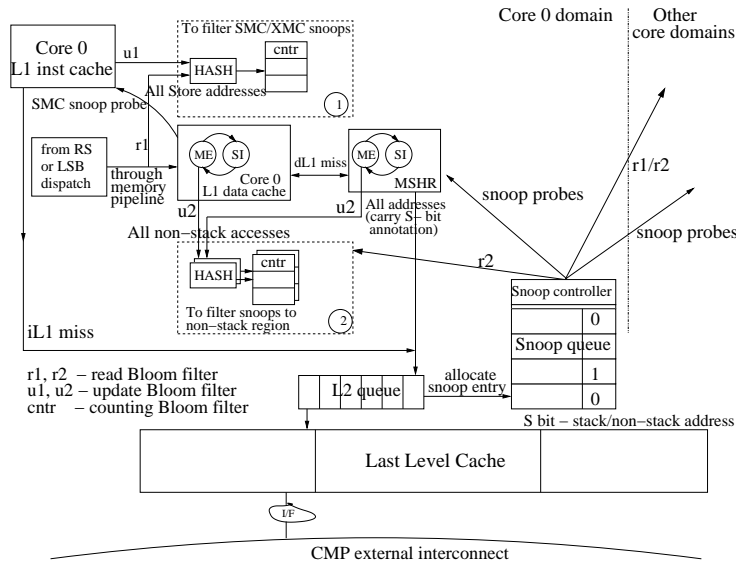 Core 0 domain
Other
core domains
To filter SMC/XMC snoops
Core 0
L1 inst cache
u1
HASH
cntr
All Store addresses
1
SMC snoop probe
r1
from RS
or LSB
dispatch
through
memory
pipeline
ME
SI
Core 0
L1 data cache
dL1 miss
ME
SI
MSHR
u2
u2
All addresses
(carry S− bit
annotation)
snoop probes
r1/r2
snoop probes
All non−stack accesses
HASH
cntr
To filter snoops to
non−stack region
2
r2
Snoop controller
0
Snoop queue
1
0
iL1 miss
r1, r2 − read Bloom filter
u1, u2 − update Bloom filter
cntr − counting Bloom filter
L2 queue
allocate
snoop entry
S bit − stack/non−stack address
Last Level Cache
I/F
CMP external interconnect